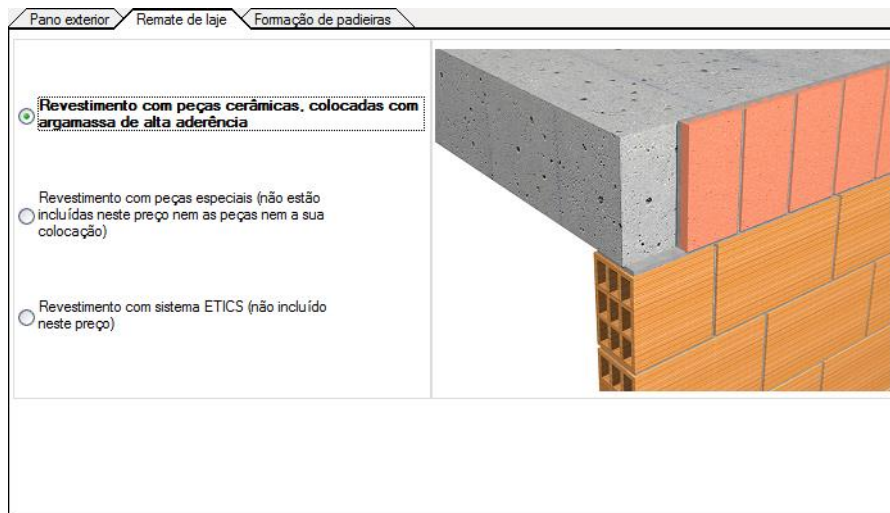 Pano exterior Remate de laje Formação de padieiras
Revestimento com peças cerâmicas, colocadas com
argamassa de alta aderência
Revestimento com peças especiais (não estão
incluídas neste preço nem as peças nem a sua
colocação)
Revestimento com sistema ETICS (não incluído
neste preço)